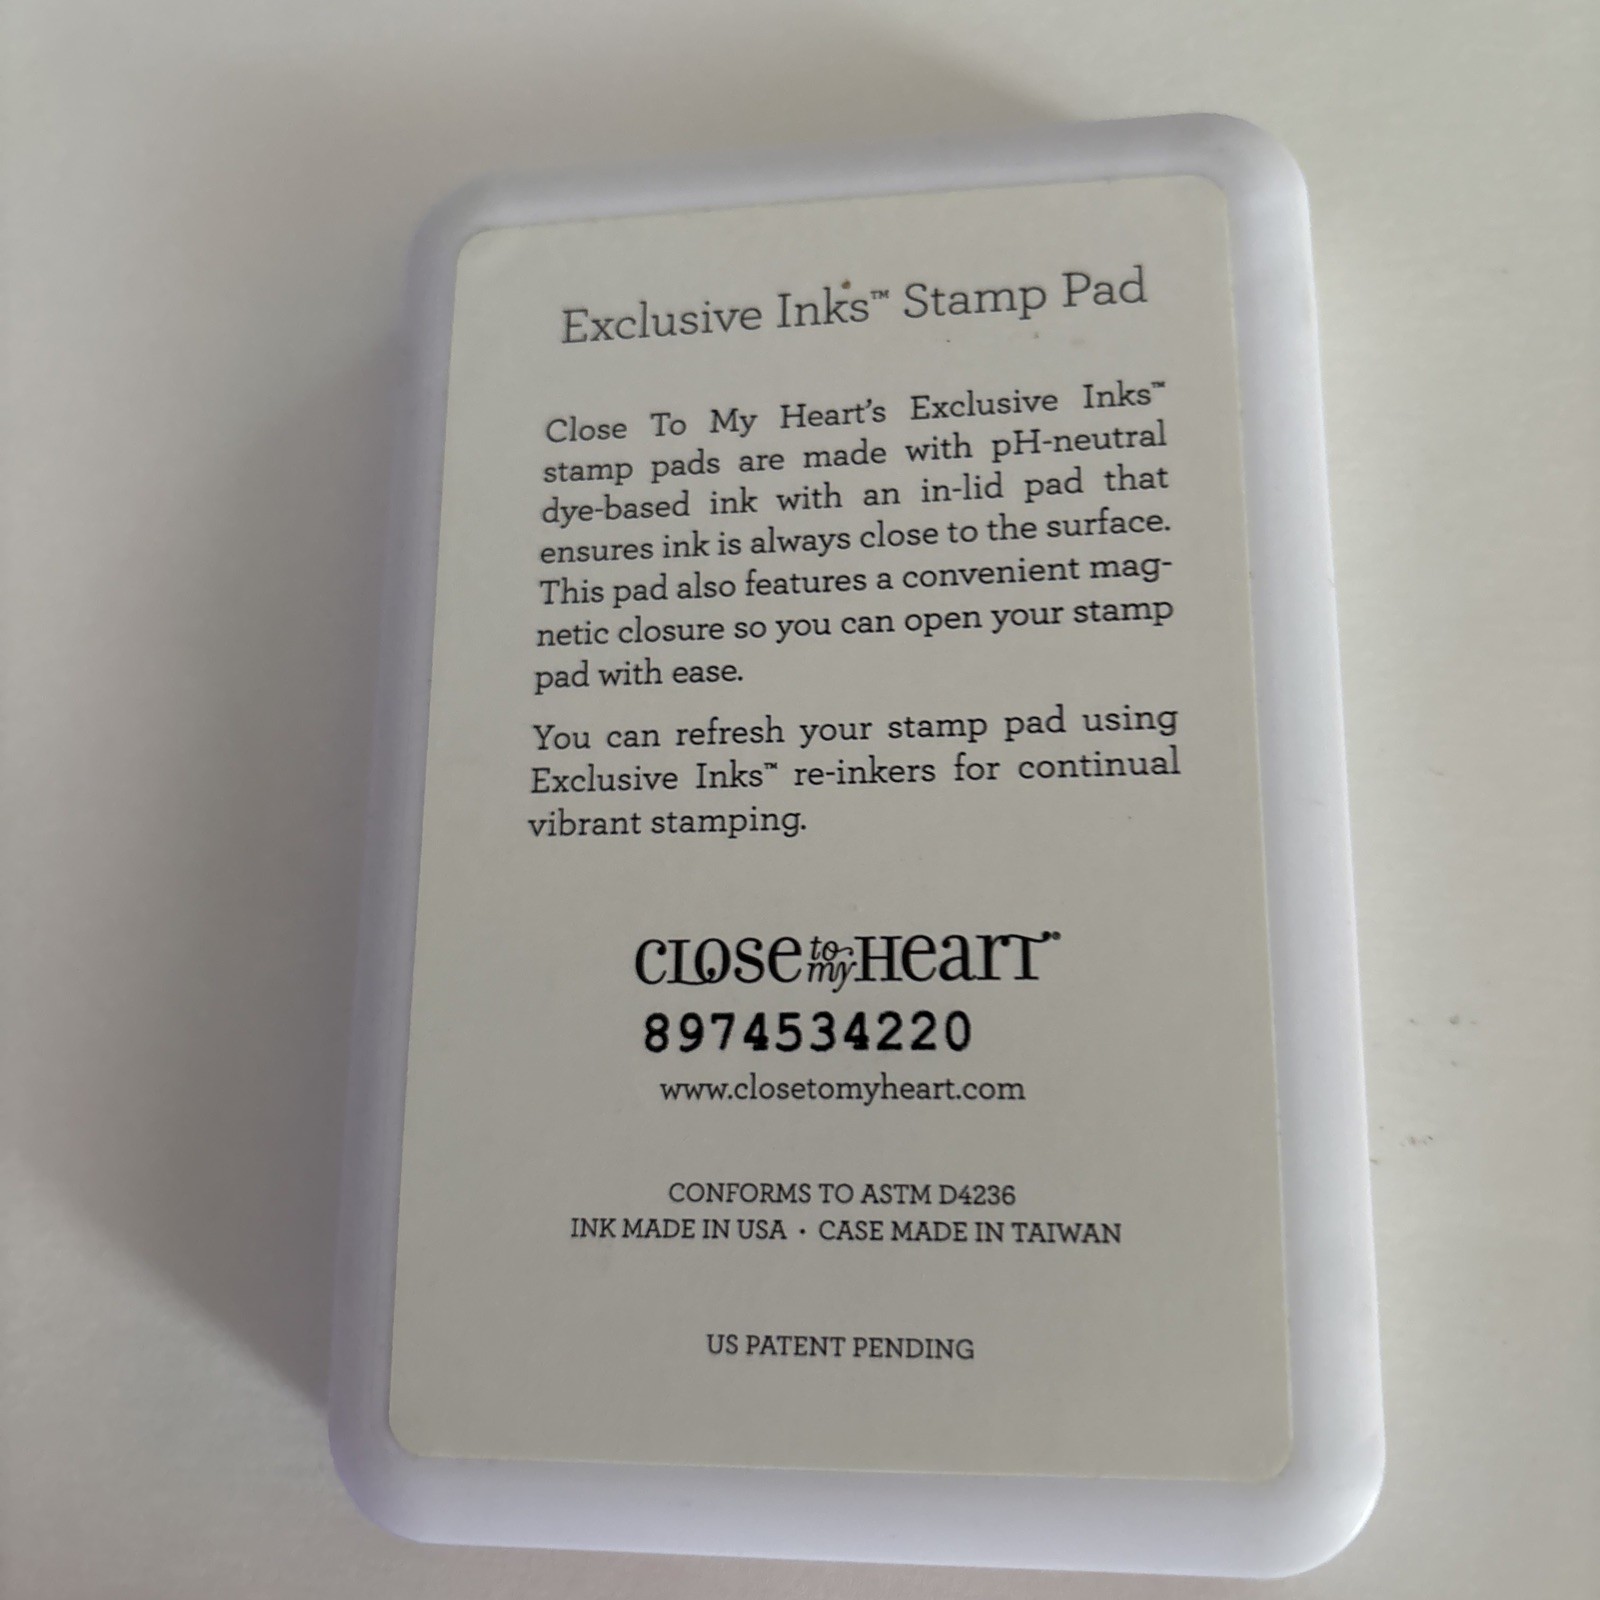 Exclusive Inks™ Stamp Pad
Close To My Heart's Exclusive Inks™
stamp pads are made with pH-neutral
dye-based ink with an in-lid pad that
ensures ink is always close to the surface.
This pad also features a convenient mag-
netic closure so you can open your stamp
pad with ease.
You can refresh your stamp pad using
Exclusive Inks™ re-inkers for continual
vibrant stamping.
CLOSE to my HEART
8974534220
www.closetomyheart.com
CONFORMS TO ASTM D4236
INK MADE IN USA · CASE MADE IN TAIWAN
US PATENT PENDING